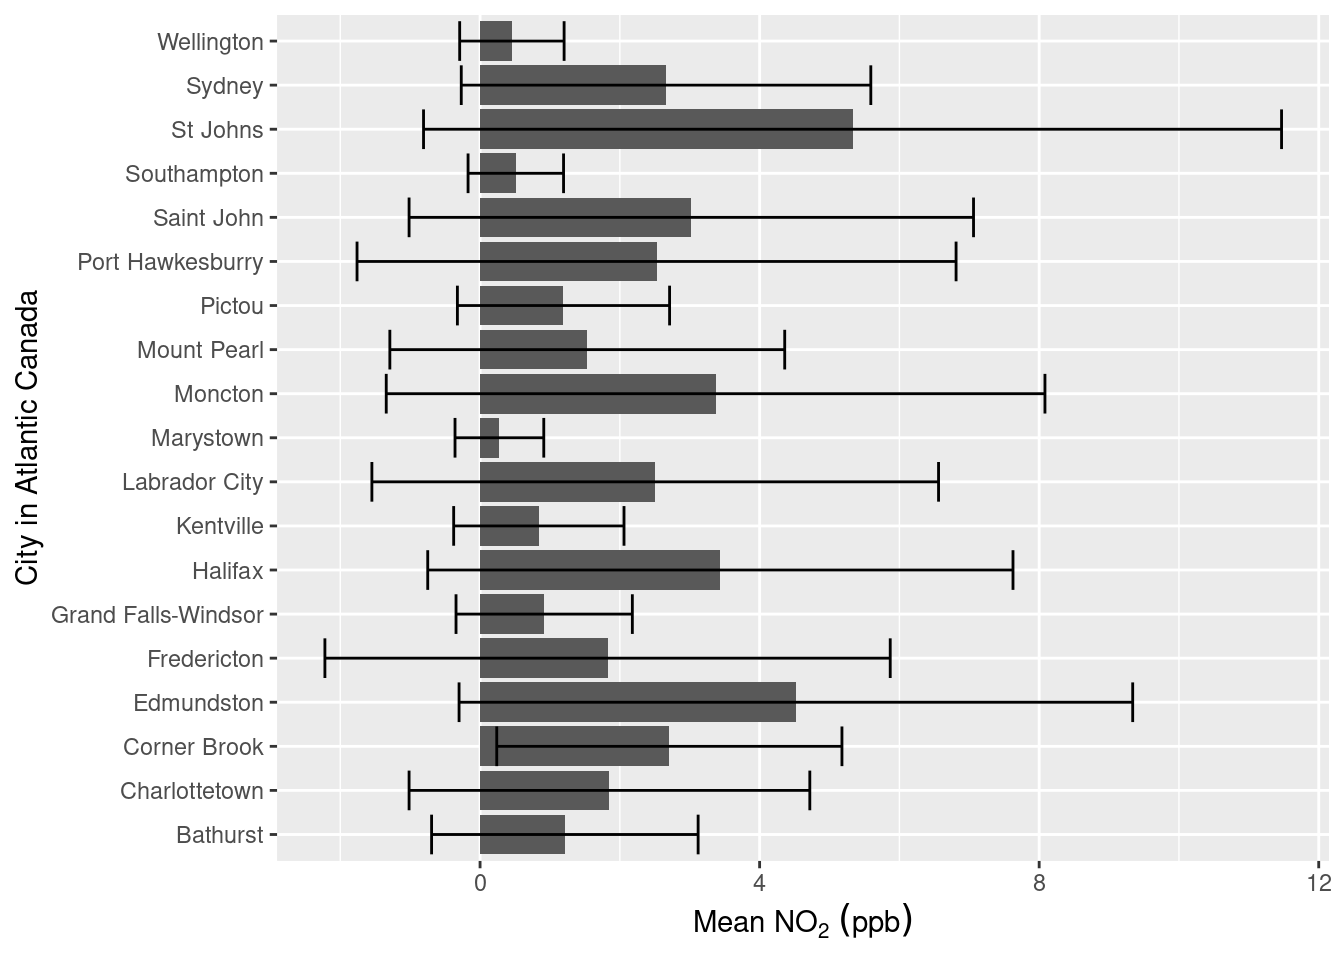 Wellington
Sydney
St Johns
Southampton
Saint John
Port Hawkesburry
Pictou
Mount Pearl
Moncton
Marystown
Labrador City
Kentville
Halifax
Grand Falls-Windsor
Fredericton
Edmundston
Corner Brook
Charlottetown
Bathurst
City in Atlantic Canada
0 4 8 12
Mean NO₂ (ppb)